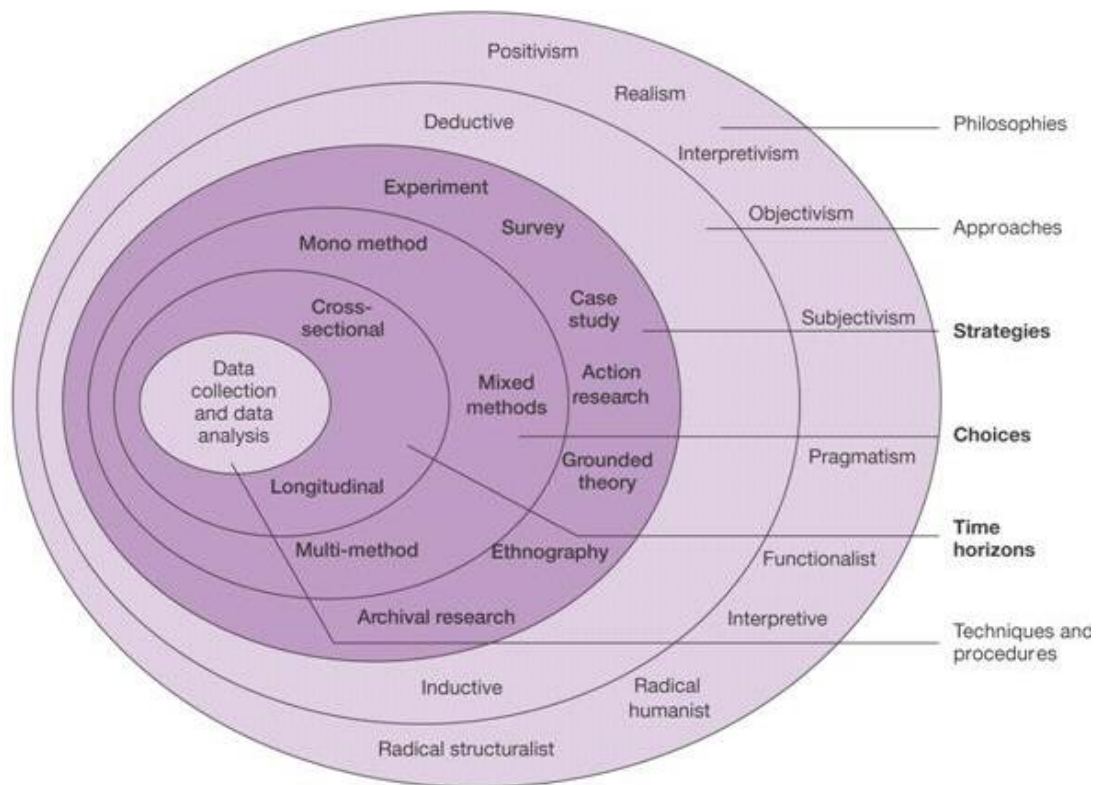 Positivism
Realism
Philosophies
Deductive
Interpretivism
Experiment
Objectivism
Survey
Approaches
Mono method
Cross-
sectional
Case
study
Subjectivism
Strategies
Data
collection
and data
analysis
Mixed
methods
Action
research
Choices
Grounded
theory
Pragmatism
Longitudinal
Time
horizons
Multi-method
Ethnography
Functionalist
Archival research
Interpretive
Techniques and
procedures
Inductive
Radical
humanist
Radical structuralist